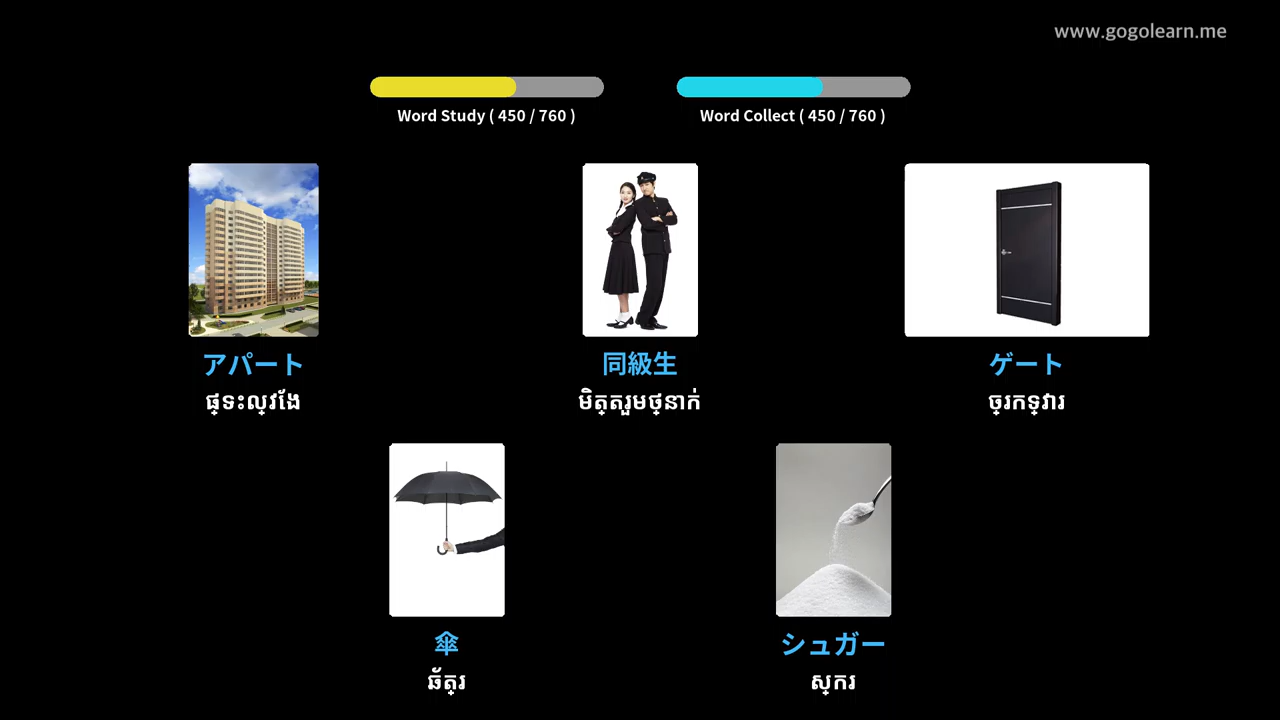 www.gogolearn.me
Word Study ( 450 / 760 )
Word Collect ( 450 / 760 )
アパート
ផ្ទះល្វែង
同級生
មិត្តរួមថ្នាក់
ゲート
ច្រកទ្វារ
傘
ឆ័ត្រ
シュガー
ស្ករ